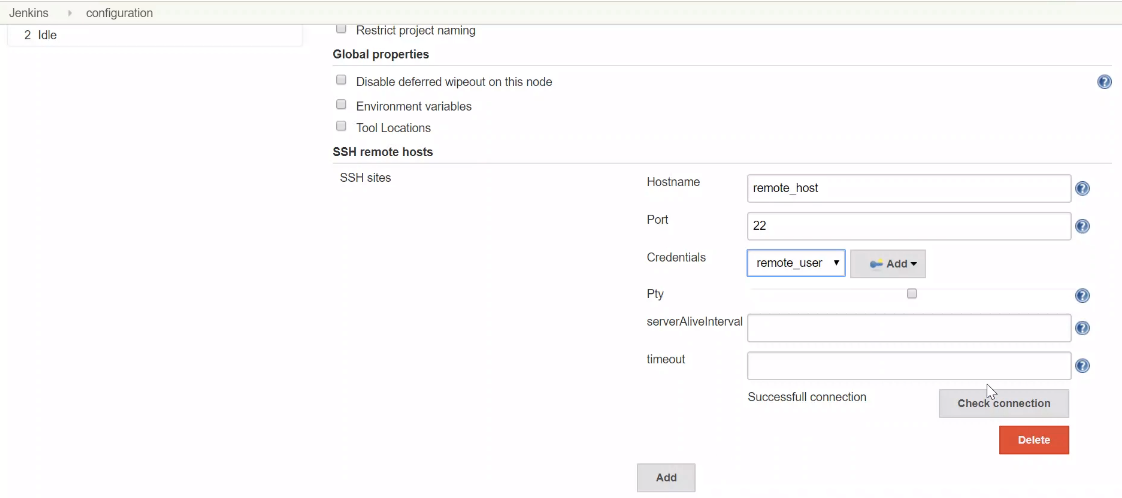 Jenkins configuration
2 Idle
Restrict project naming
Global properties
Disable deferred wipeout on this node
Environment variables
Tool Locations
SSH remote hosts
SSH sites
Hostname remote_host
Port 22
Credentials remote_user Add
Pty
serverAliveInterval
timeout
Successfull connection Check connection
Delete
Add